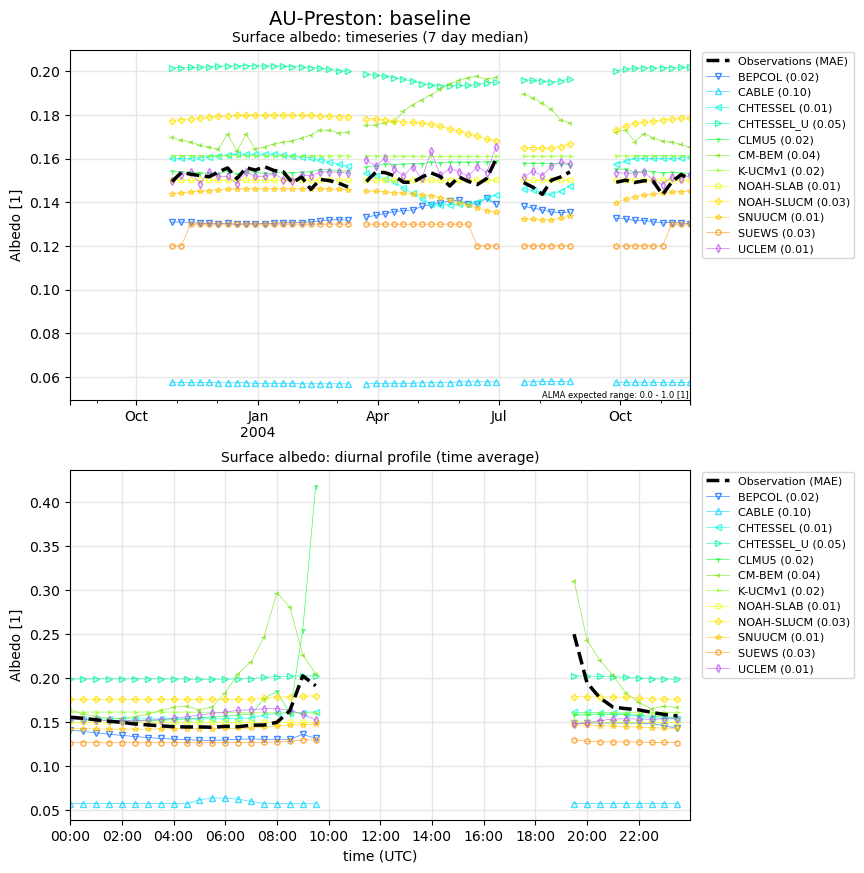 AU-Preston: baseline
Surface albedo: timeseries (7 day median)
Albedo [1]
0.20
0.18
0.16
0.14
0.12
0.10
0.08
0.06
Oct
Jan
2004
Apr
Jul
Oct
ALMA expected range: 0.0 - 1.0 [1]
Observations (MAE)
BEPCOL (0.02)
CABLE (0.10)
CHTESSEL (0.01)
CHTESSEL_U (0.05)
CLMU5 (0.02)
CM-BEM (0.04)
K-UCMv1 (0.02)
NOAH-SLAB (0.01)
NOAH-SLUCM (0.03)
SNUUCM (0.01)
SUEWS (0.03)
UCLEM (0.01)
Surface albedo: diurnal profile (time average)
Albedo [1]
0.40
0.35
0.30
0.25
0.20
0.15
0.10
0.05
00:00
02:00
04:00
06:00
08:00
10:00
12:00
14:00
16:00
18:00
20:00
22:00
time (UTC)
Observation (MAE)
BEPCOL (0.02)
CABLE (0.10)
CHTESSEL (0.01)
CHTESSEL_U (0.05)
CLMU5 (0.02)
CM-BEM (0.04)
K-UCMv1 (0.02)
NOAH-SLAB (0.01)
NOAH-SLUCM (0.03)
SNUUCM (0.01)
SUEWS (0.03)
UCLEM (0.01)